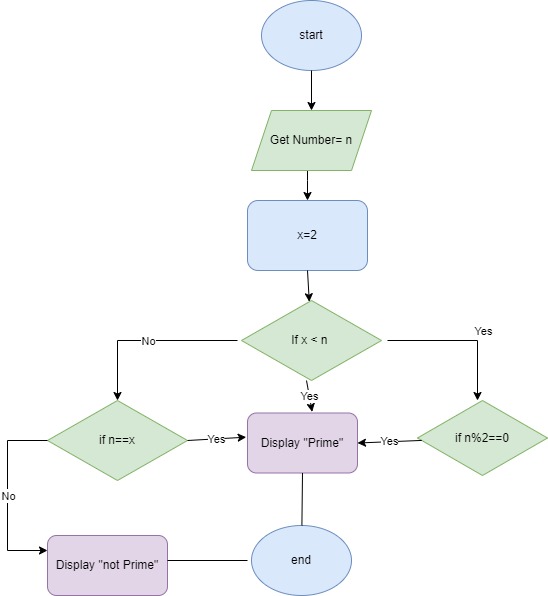 start
Get Number= n
x=2
If x < n
Yes
No
Yes
if n==x
Yes
Display "Prime"
Yes
if n%2==0
No
Display "not Prime"
end